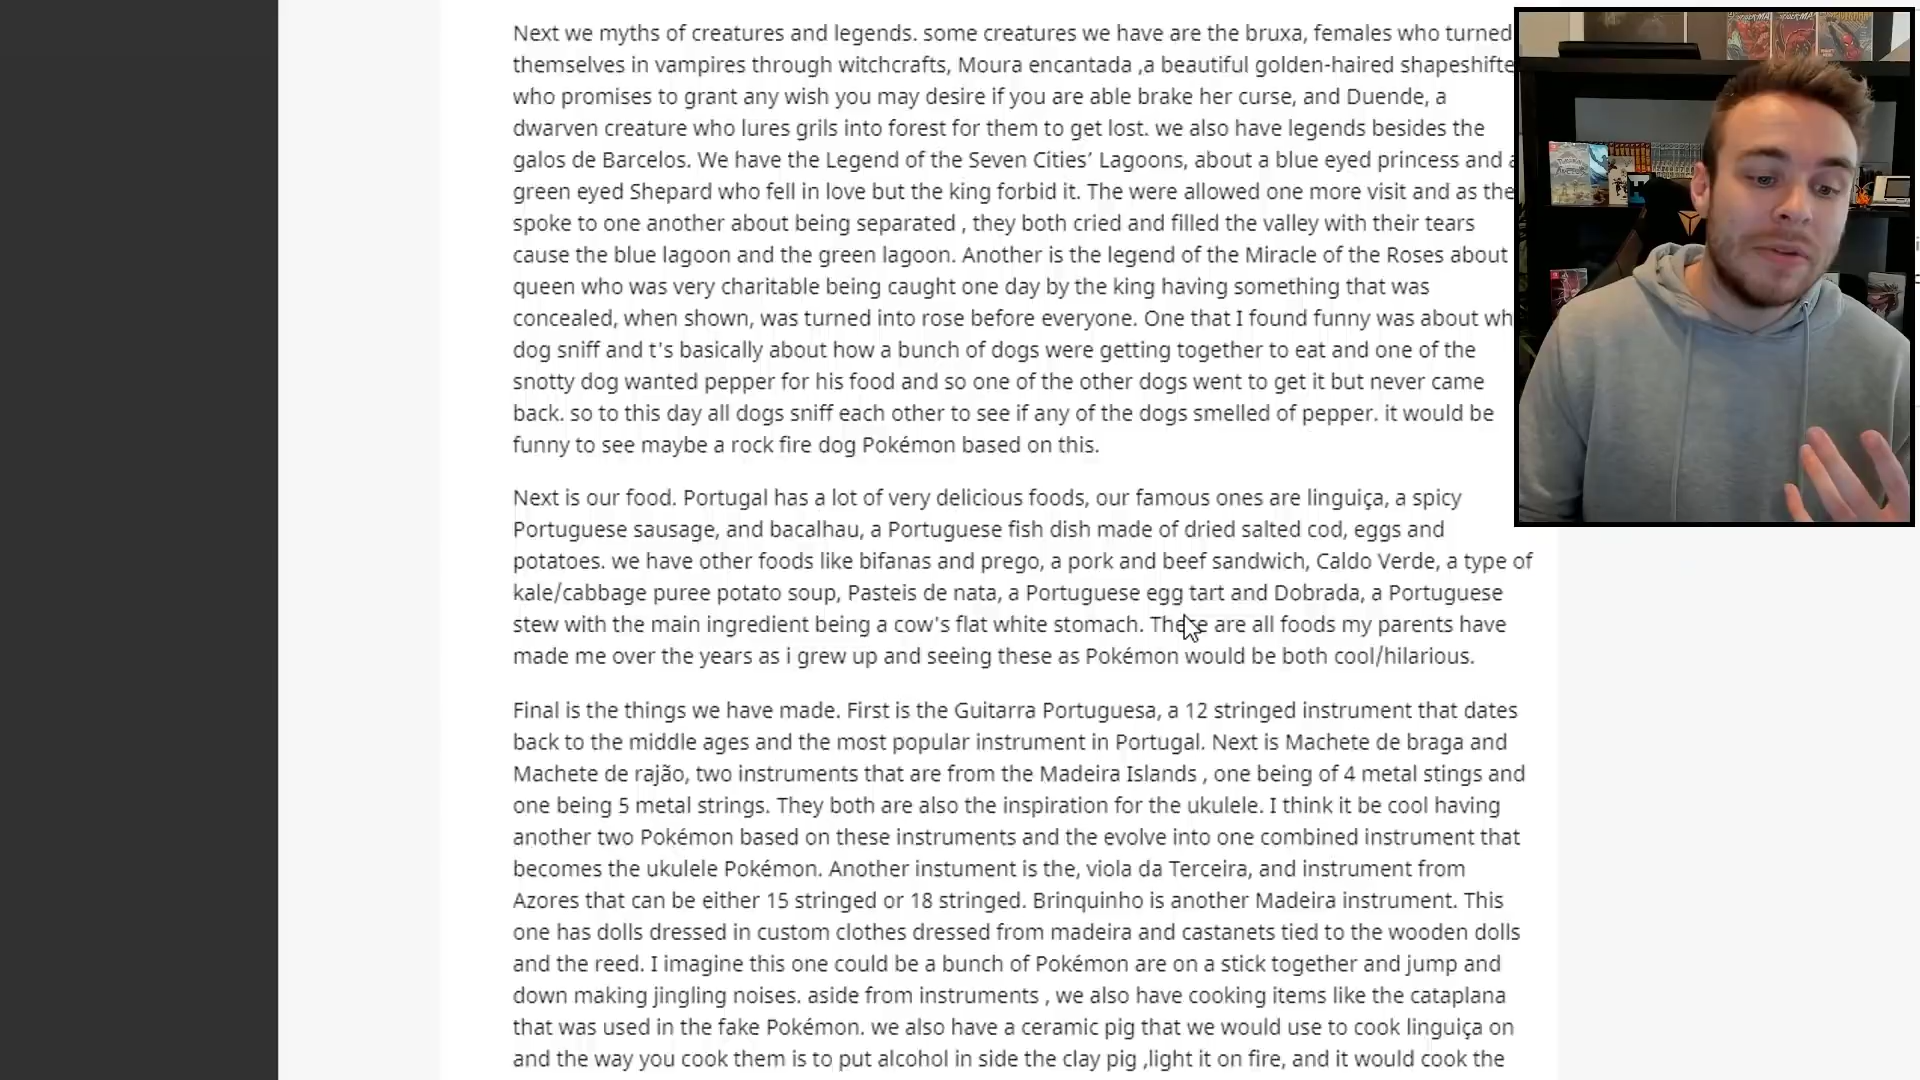 Next we myths of creatures and legends. some creatures we have are the bruxa, females who turned
themselves in vampires through witchcrafts, Moura encantada ,a beautiful golden-haired shapeshifte
who promises to grant any wish you may desire if you are able brake her curse, and Duende, a
dwarven creature who lures grils into forest for them to get lost. we also have legends besides the
galos de Barcelos. We have the Legend of the Seven Cities’ Lagoons, about a blue eyed princess and a
green eyed Shepard who fell in love but the king forbid it. The were allowed one more visit and as the
spoke to one another about being separated , they both cried and filled the valley with their tears
cause the blue lagoon and the green lagoon. Another is the legend of the Miracle of the Roses about
queen who was very charitable being caught one day by the king having something that was
concealed, when shown, was turned into rose before everyone. One that I found funny was about wh
dog sniff and t's basically about how a bunch of dogs were getting together to eat and one of the
snotty dog wanted pepper for his food and so one of the other dogs went to get it but never came
back. so to this day all dogs sniff each other to see if any of the dogs smelled of pepper. it would be
funny to see maybe a rock fire dog Pokémon based on this.
Next is our food. Portugal has a lot of very delicious foods, our famous ones are linguiça, a spicy
Portuguese sausage, and bacalhau, a Portuguese fish dish made of dried salted cod, eggs and
potatoes. we have other foods like bifanas and prego, a pork and beef sandwich, Caldo Verde, a type of
kale/cabbage puree potato soup, Pasteis de nata, a Portuguese egg tart and Dobrada, a Portuguese
stew with the main ingredient being a cow's flat white stomach. These are all foods my parents have
made me over the years as i grew up and seeing these as Pokémon would be both cool/hilarious.
Final is the things we have made. First is the Guitarra Portuguesa, a 12 stringed instrument that dates
back to the middle ages and the most popular instrument in Portugal. Next is Machete de braga and
Machete de rajão, two instruments that are from the Madeira Islands , one being of 4 metal stings and
one being 5 metal strings. They both are also the inspiration for the ukulele. I think it be cool having
another two Pokémon based on these instruments and the evolve into one combined instrument that
becomes the ukulele Pokémon. Another instument is the, viola da Terceira, and instrument from
Azores that can be either 15 stringed or 18 stringed. Brinquinho is another Madeira instrument. This
one has dolls dressed in custom clothes dressed from madeira and castanets tied to the wooden dolls
and the reed. I imagine this one could be a bunch of Pokémon are on a stick together and jump and
down making jingling noises. aside from instruments , we also have cooking items like the cataplana
that was used in the fake Pokémon. we also have a ceramic pig that we would use to cook linguiça on
and the way you cook them is to put alcohol in side the clay pig ,light it on fire, and it would cook the